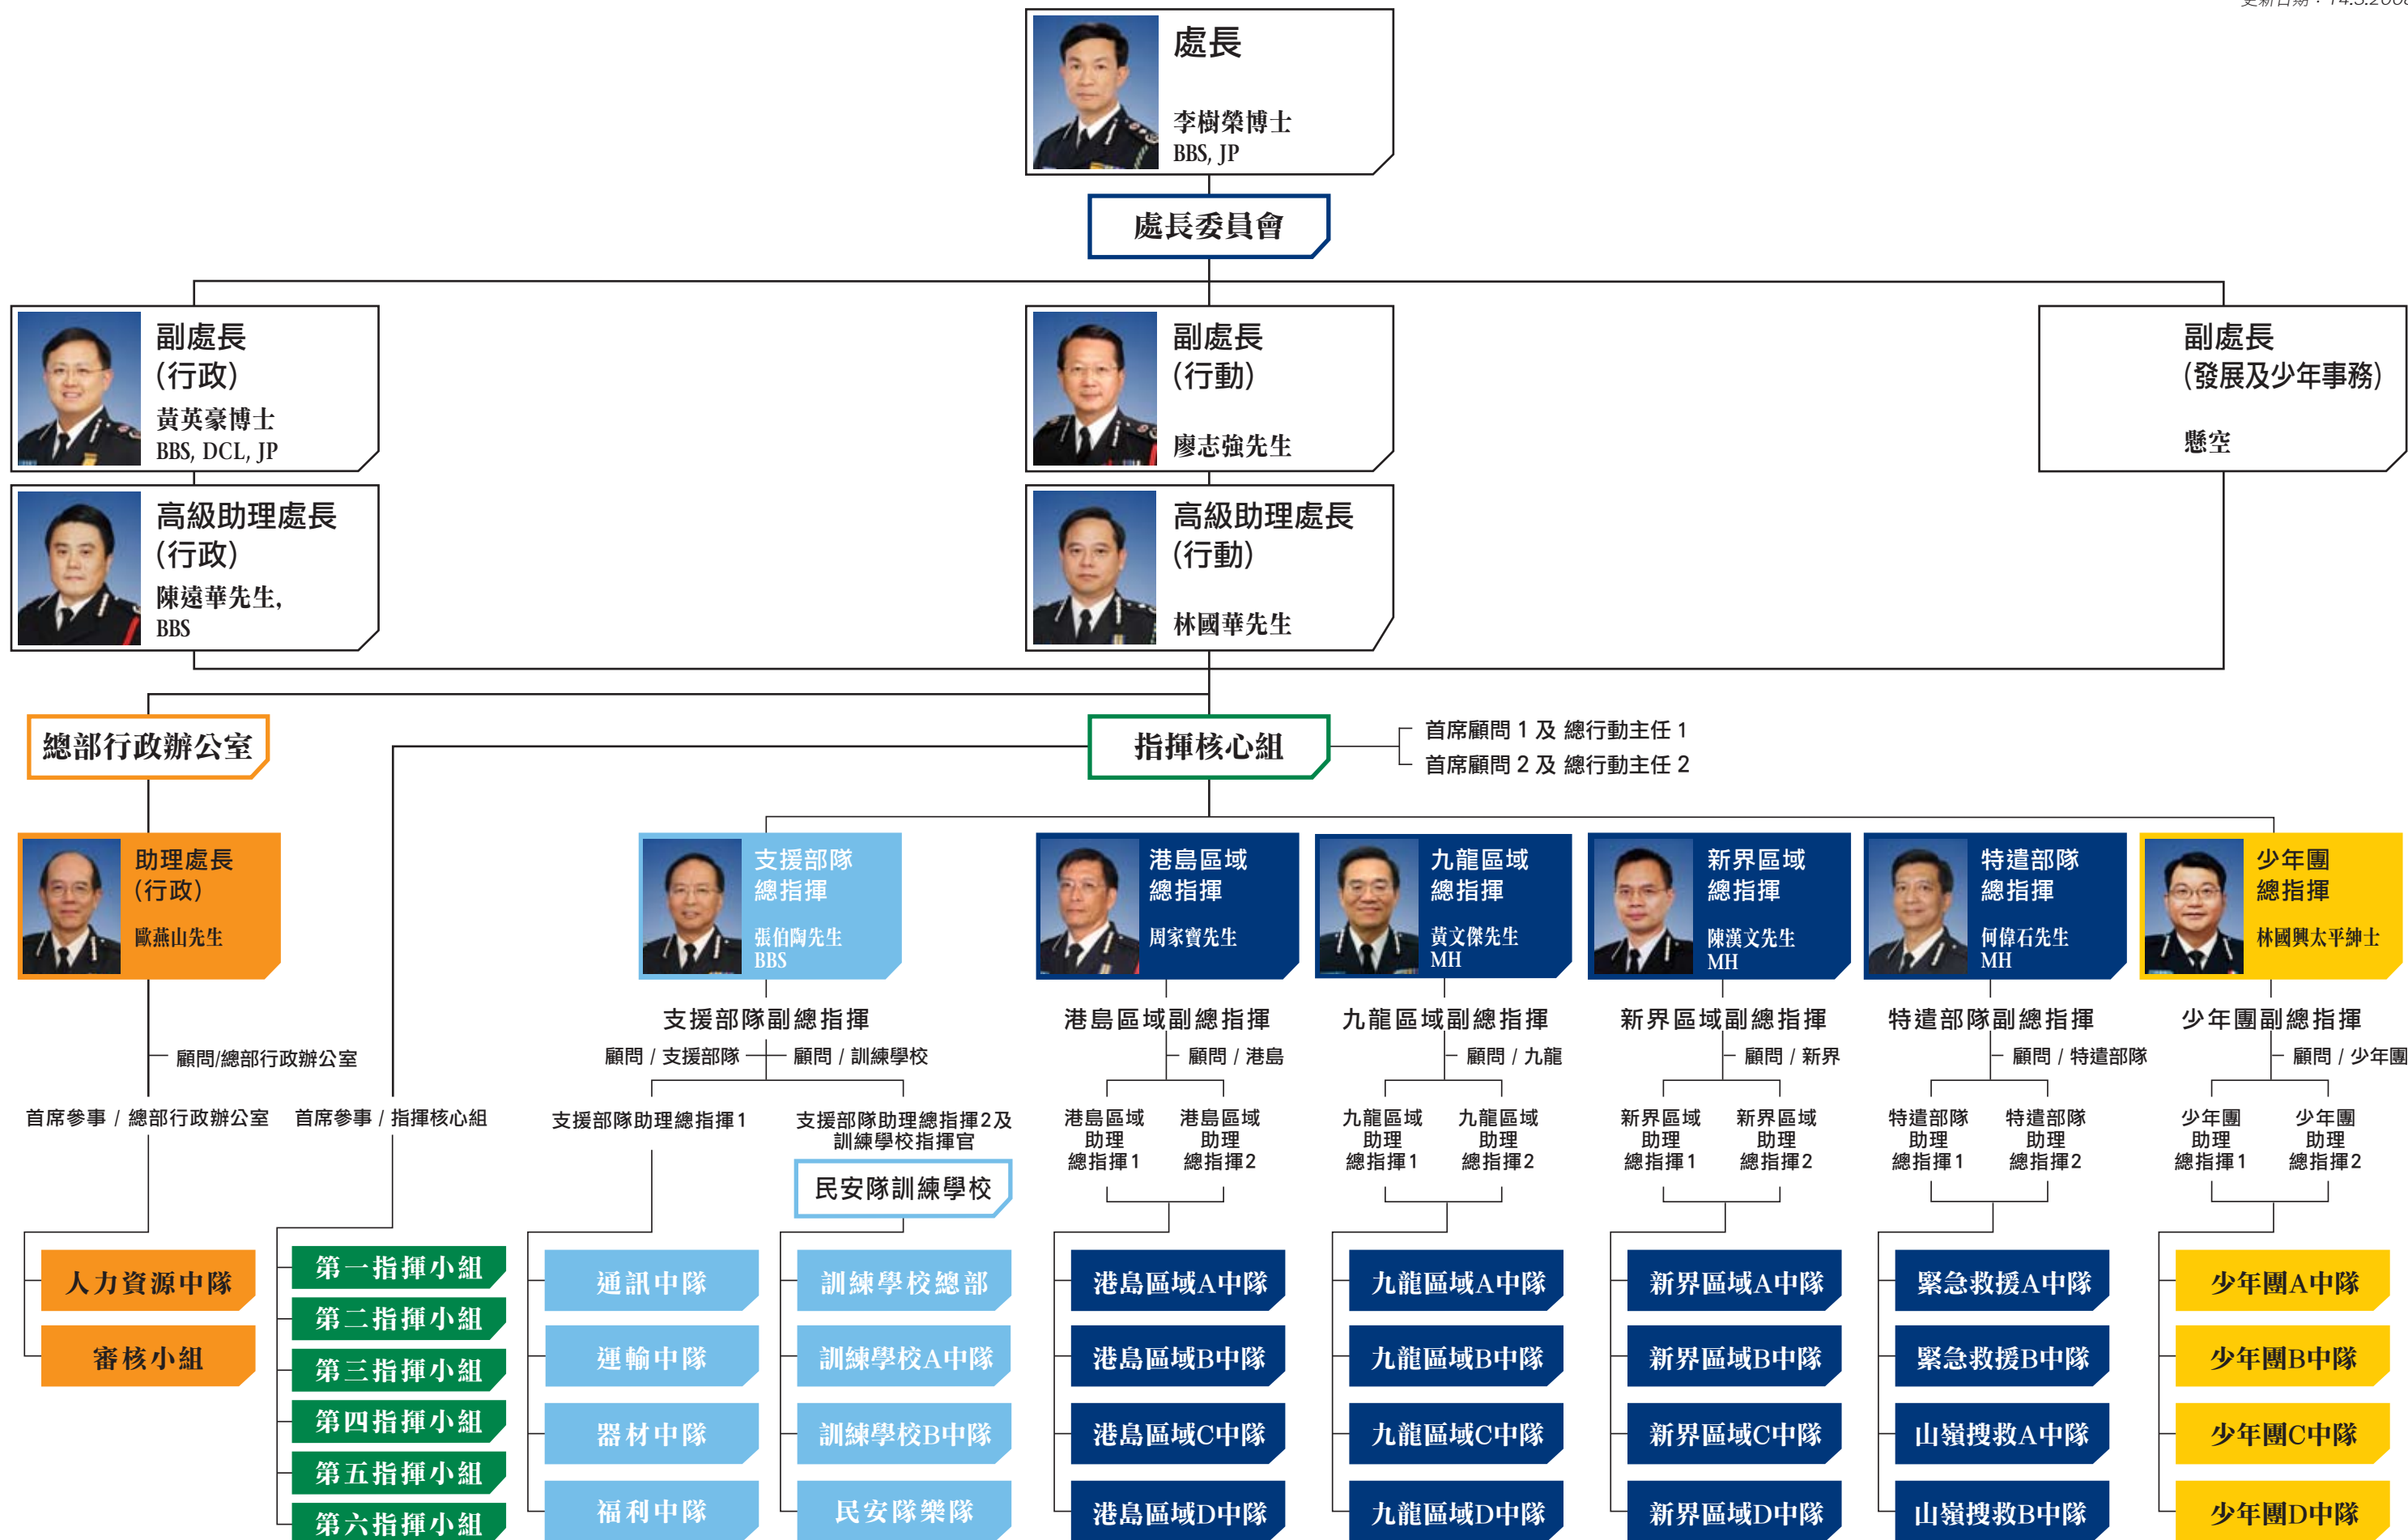 更新日期：14.3.2008
處長
李樹榮博士
BBS, JP
處長委員會
副處長
(行政)
黃英豪博士
BBS, DCL, JP
副處長
(行動)
廖志強先生
副處長
(發展及少年事務)
懸空
高級助理處長
(行政)
陳遠華先生,
BBS
高級助理處長
(行動)
林國華先生
總部行政辦公室
指揮核心組
首席顧問 1 及 總行動主任 1
首席顧問 2 及 總行動主任 2
助理處長
(行政)
歐燕山先生
支援部隊
總指揮
張伯陶先生
BBS
港島區域
總指揮
周家寶先生
九龍區域
總指揮
黃文傑先生
MH
新界區域
總指揮
陳漢文先生
MH
特遣部隊
總指揮
何偉石先生
MH
少年團
總指揮
林國興太平紳士
支援部隊副總指揮
港島區域副總指揮
九龍區域副總指揮
新界區域副總指揮
特遣部隊副總指揮
少年團副總指揮
顧問/總部行政辦公室
顧問 / 支援部隊
顧問 / 訓練學校
顧問 / 港島
顧問 / 九龍
顧問 / 新界
顧問 / 特遣部隊
顧問 / 少年團
首席參事 / 總部行政辦公室
首席參事 / 指揮核心組
支援部隊助理總指揮1
支援部隊助理總指揮2及
訓練學校指揮官
港島區域
助理
總指揮1
港島區域
助理
總指揮2
九龍區域
助理
總指揮1
九龍區域
助理
總指揮2
新界區域
助理
總指揮1
新界區域
助理
總指揮2
特遣部隊
助理
總指揮1
特遣部隊
助理
總指揮2
少年團
助理
總指揮1
少年團
助理
總指揮2
民安隊訓練學校
人力資源中隊
審核小組
第一指揮小組
第二指揮小組
第三指揮小組
第四指揮小組
第五指揮小組
第六指揮小組
通訊中隊
運輸中隊
器材中隊
福利中隊
訓練學校總部
訓練學校A中隊
訓練學校B中隊
民安隊樂隊
港島區域A中隊
港島區域B中隊
港島區域C中隊
港島區域D中隊
九龍區域A中隊
九龍區域B中隊
九龍區域C中隊
九龍區域D中隊
新界區域A中隊
新界區域B中隊
新界區域C中隊
新界區域D中隊
緊急救援A中隊
緊急救援B中隊
山嶺搜救A中隊
山嶺搜救B中隊
少年團A中隊
少年團B中隊
少年團C中隊
少年團D中隊